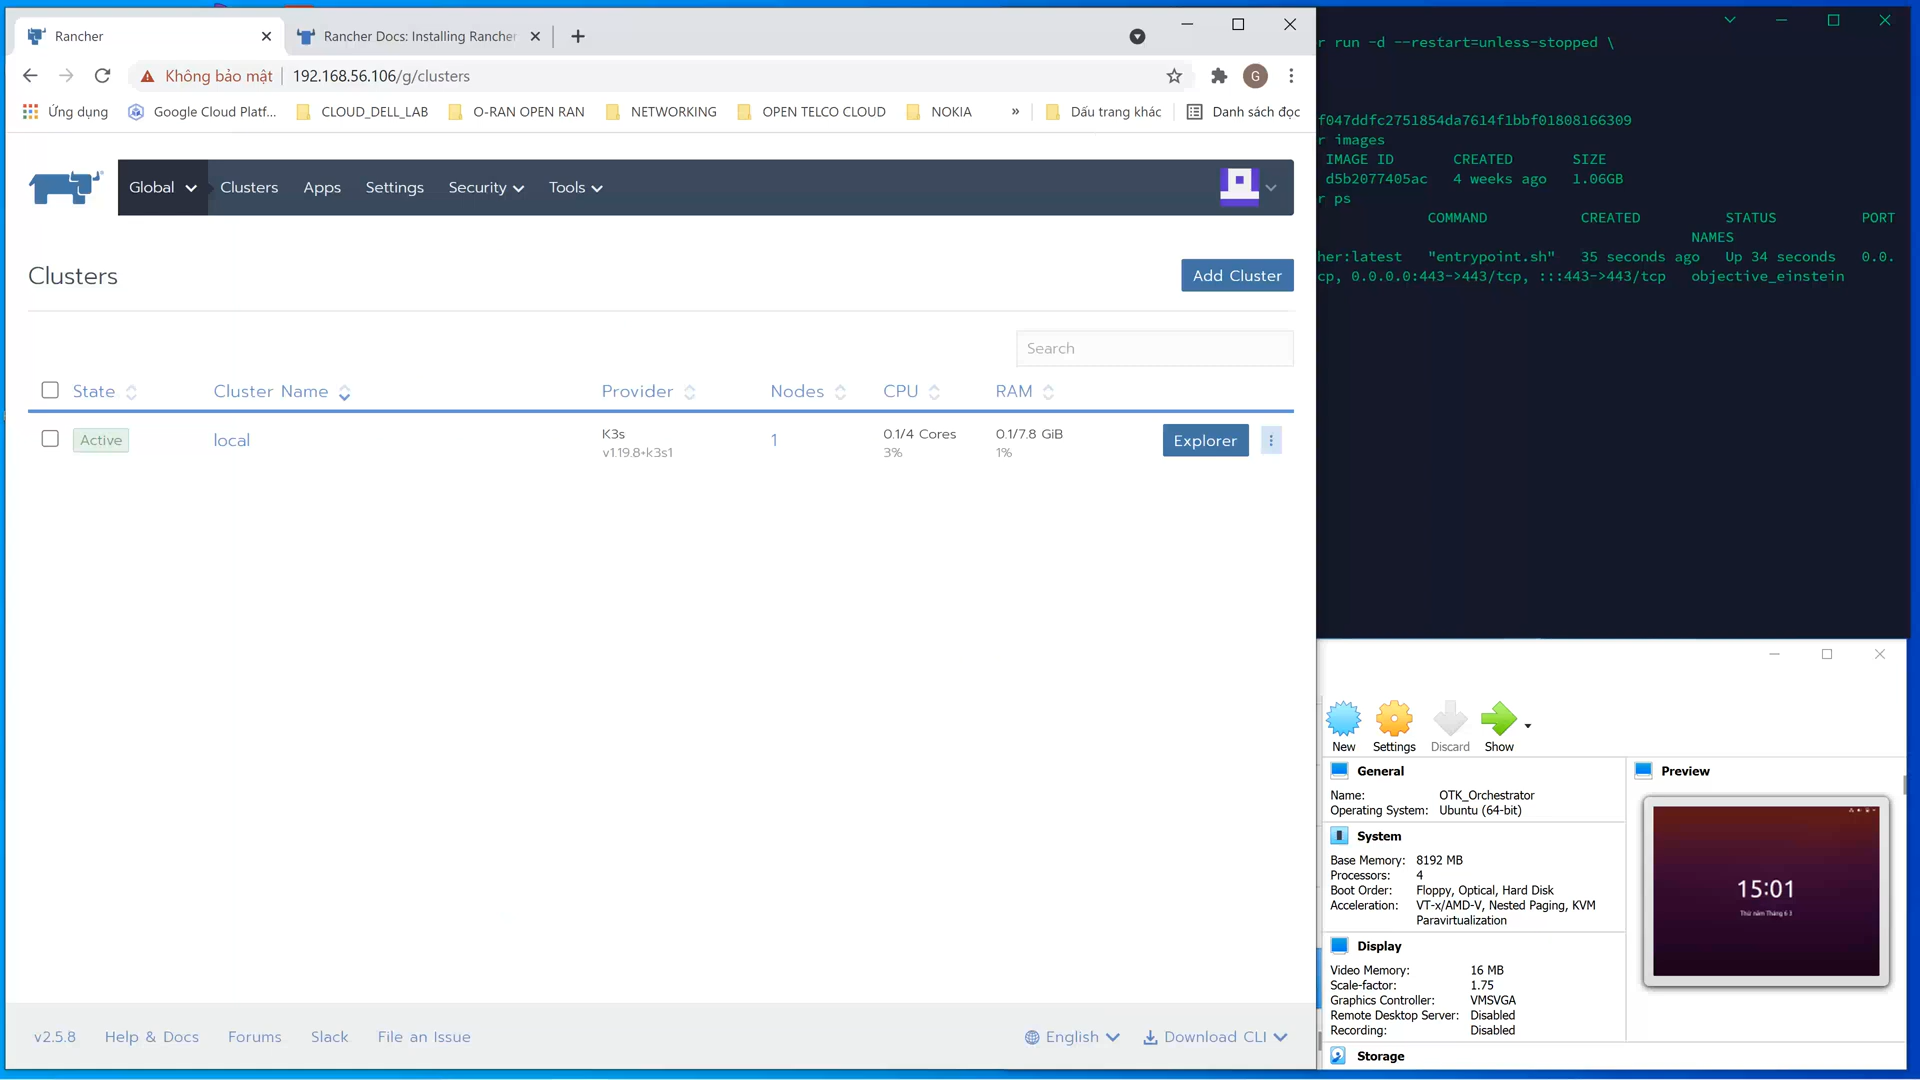 Rancher
Rancher Docs: Installing Rancher
Không bảo mật
192.168.56.106/g/clusters
G
Ứng dụng
Google Cloud Platf...
CLOUD_DELL_LAB
O-RAN OPEN RAN
NETWORKING
OPEN TELCO CLOUD
NOKIA
»
Dấu trang khác
Danh sách đọc
Global
Clusters
Apps
Settings
Security
Tools
Clusters
Add Cluster
Search
State
Cluster Name
Provider
Nodes
CPU
RAM
Active
local
K3s
v1.19.8+k3s1
1
0.1/4 Cores
3%
0.1/7.8 GiB
1%
Explorer
v2.5.8
Help & Docs
Forums
Slack
File an Issue
English
Download CLI
r run -d --restart=unless-stopped \
f047ddfc2751854da7614f1bbf01808166309
r images
IMAGE ID CREATED SIZE
d5b2077405ac 4 weeks ago 1.06GB
r ps
COMMAND CREATED STATUS PORT
NAMES
her:latest "entrypoint.sh" 35 seconds ago Up 34 seconds 0.0.
cp, 0.0.0.0:443->443/tcp, :::443->443/tcp objective_einstein
New
Settings
Discard
Show
General
Name: OTK_Orchestrator
Operating System: Ubuntu (64-bit)
System
Base Memory: 8192 MB
Processors: 4
Boot Order: Floppy, Optical, Hard Disk
Acceleration: VT-x/AMD-V, Nested Paging, KVM
Paravirtualization
Display
Video Memory: 16 MB
Scale-factor: 1.75
Graphics Controller: VMSVGA
Remote Desktop Server: Disabled
Recording: Disabled
Storage
Preview
15:01
Thứ năm Tháng 6 3